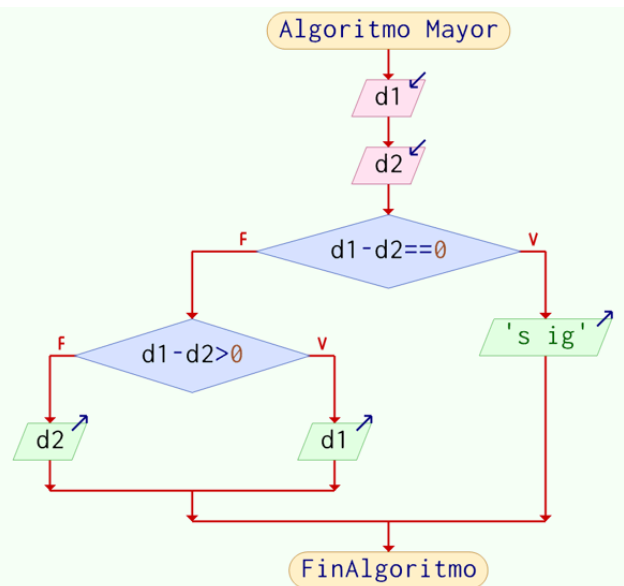 Algoritmo Mayor
d1
d2
d1-d2==0
F
V
's ig'
d1-d2>0
F
V
d2
d1
FinAlgoritmo